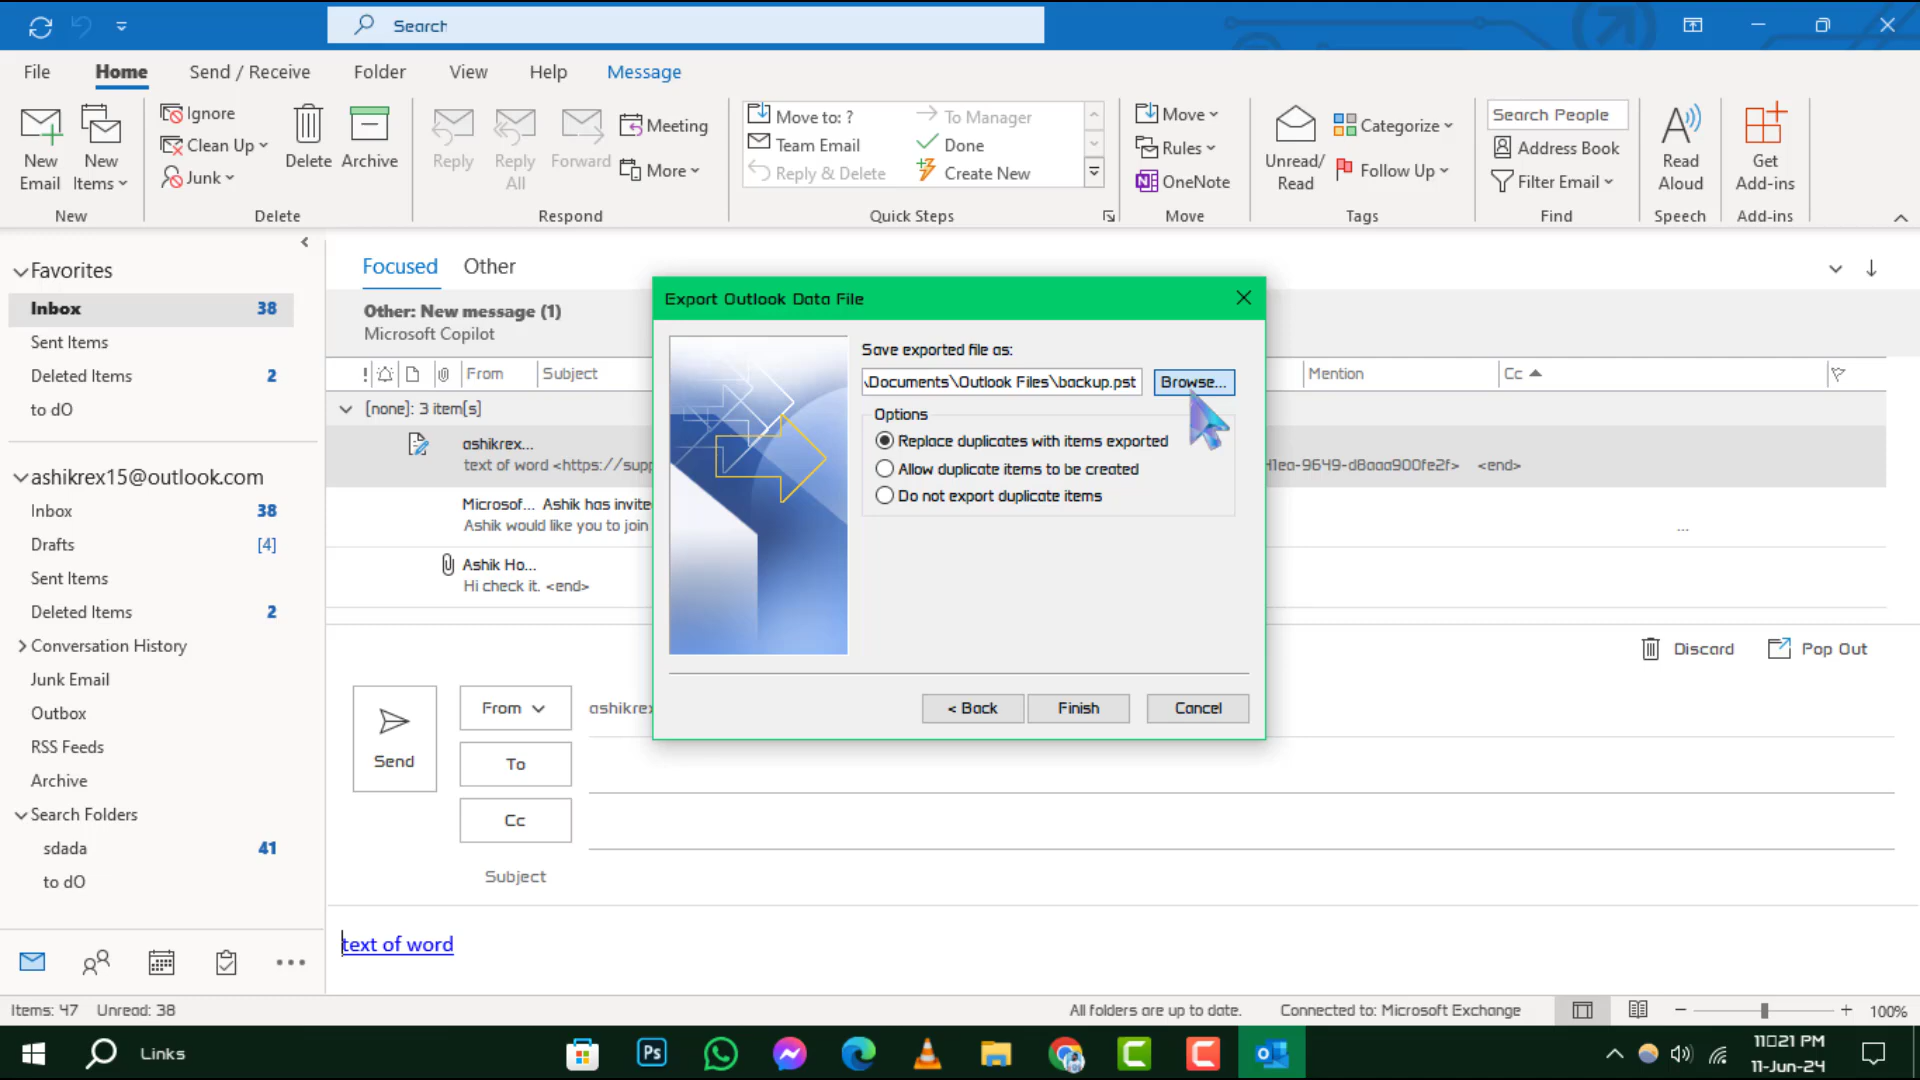 Search
File Home Send / Receive Folder View Help Message
New Email
New Items
Ignore
Clean Up
Junk
Delete
Archive
Reply
Reply All
Forward
Meeting
More
Move to: ?
Team Email
Reply & Delete
To Manager
Done
Create New
Move
Rules
OneNote
Unread/ Read
Categorize
Follow Up
Search People
Address Book
Filter Email
Read Aloud
Get Add-ins
New Delete Respond Quick Steps Move Tags Find Speech Add-ins
Favorites
Inbox 38
Sent Items
Deleted Items 2
to dO
ashikrex15@outlook.com
Inbox 38
Drafts [4]
Sent Items
Deleted Items 2
Conversation History
Junk Email
Outbox
RSS Feeds
Archive
Search Folders
sdada 41
to dO
Focused Other
Other: New message (1)
Microsoft Copilot
! From Subject Mention Cc
[none]: 3 item[s]
ashikrex...
text of word <https://supp
41ea-9649-d8aaa900fe2f> <end>
Microsof... Ashik has invite
Ashik would like you to join
...
Ashik Ho...
Hi check it. <end>
Export Outlook Data File
Save exported file as:
\Documents\Outlook Files\backup.pst Browse...
Options
Replace duplicates with items exported
Allow duplicate items to be created
Do not export duplicate items
< Back Finish Cancel
Discard Pop Out
Send
From ashikrex
To
Cc
Subject
text of word
Items: 47 Unread: 38 All folders are up to date. Connected to: Microsoft Exchange 100%
Links
Ps
11:21 PM
11-Jun-24